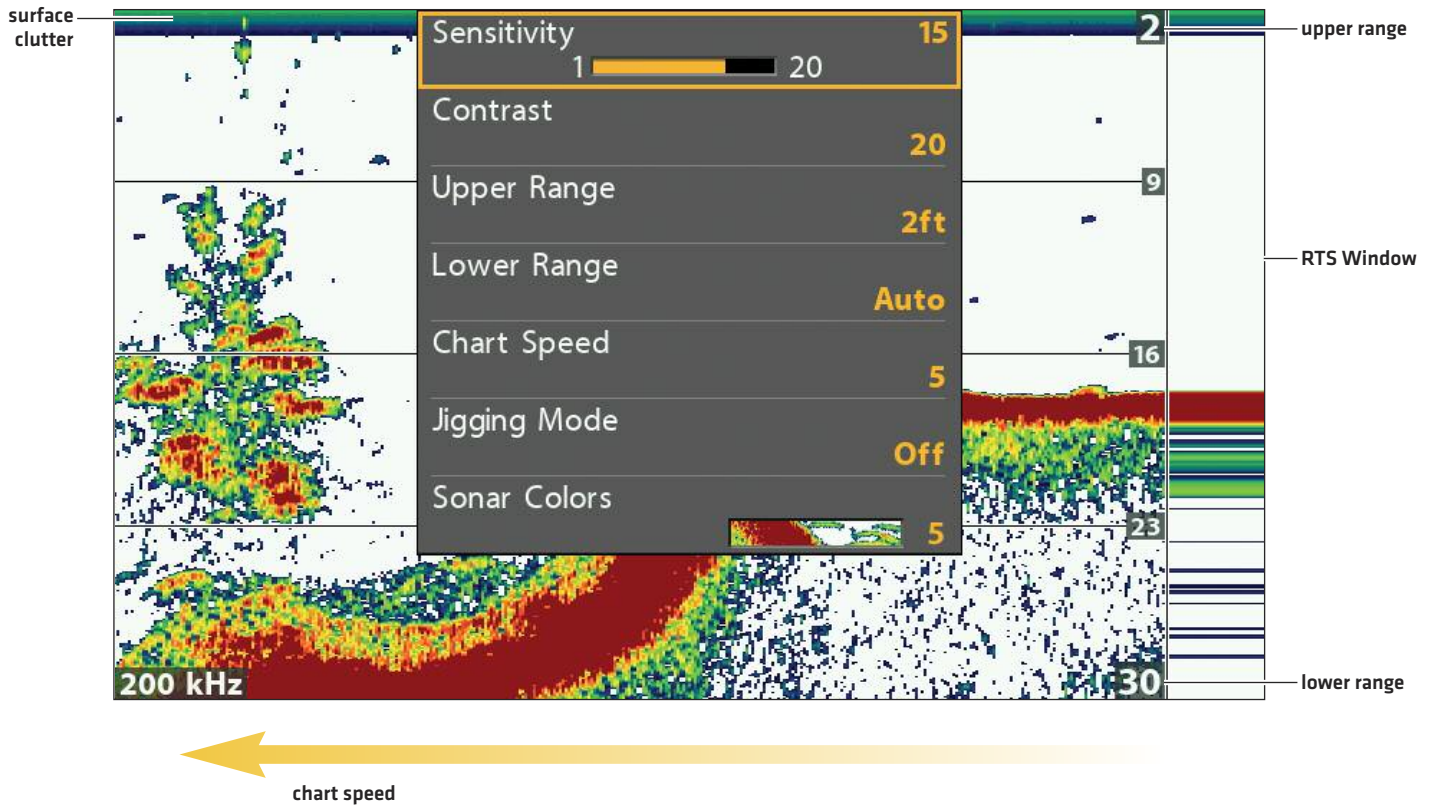 surface
clutter
Sensitivity 15
1 20
2
upper range
Contrast
20
Upper Range
9
2ft
Lower Range
RTS Window
Auto
Chart Speed
16
5
Jigging Mode
Off
Sonar Colors
5
23
200 kHz
30
lower range
chart speed